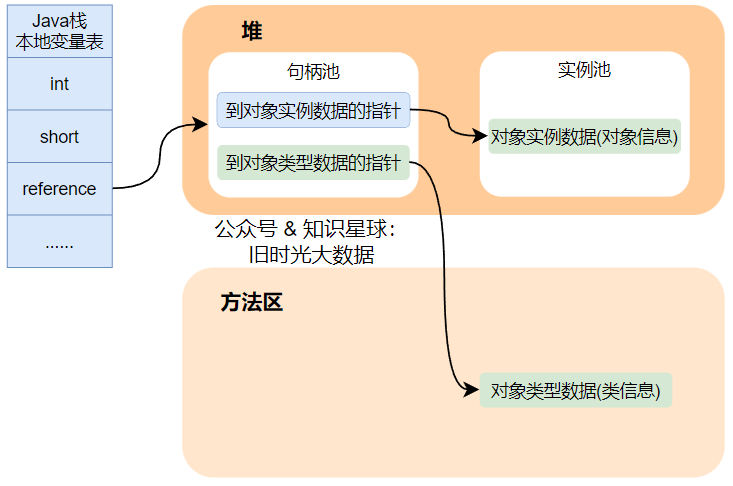 Java栈
本地变量表
int
short
reference
......
堆
句柄池
到对象实例数据的指针
到对象类型数据的指针
实例池
对象实例数据(对象信息)
公众号 & 知识星球：
旧时光大数据
方法区
对象类型数据(类信息)